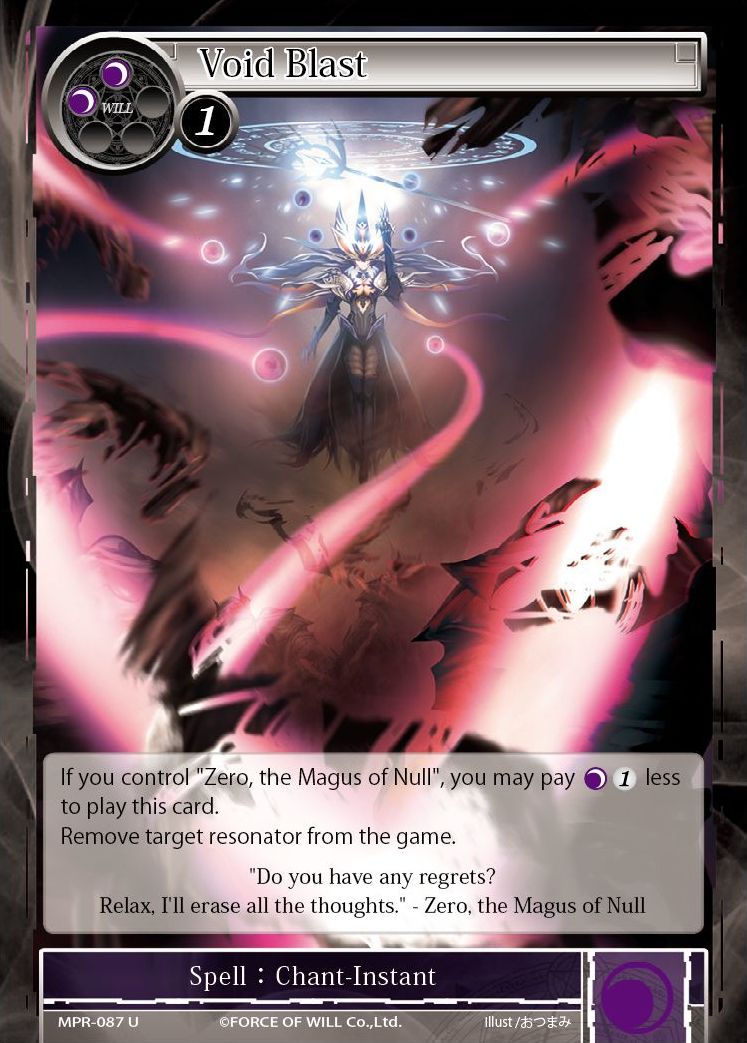 Void Blast
WILL
1
If you control "Zero, the Magus of Null", you may pay 1 less
to play this card.
Remove target resonator from the game.
"Do you have any regrets?
Relax, I'll erase all the thoughts." - Zero, the Magus of Null
Spell : Chant-Instant
MPR-087 U ©FORCE OF WILL Co.,Ltd. Illust /おつまみ